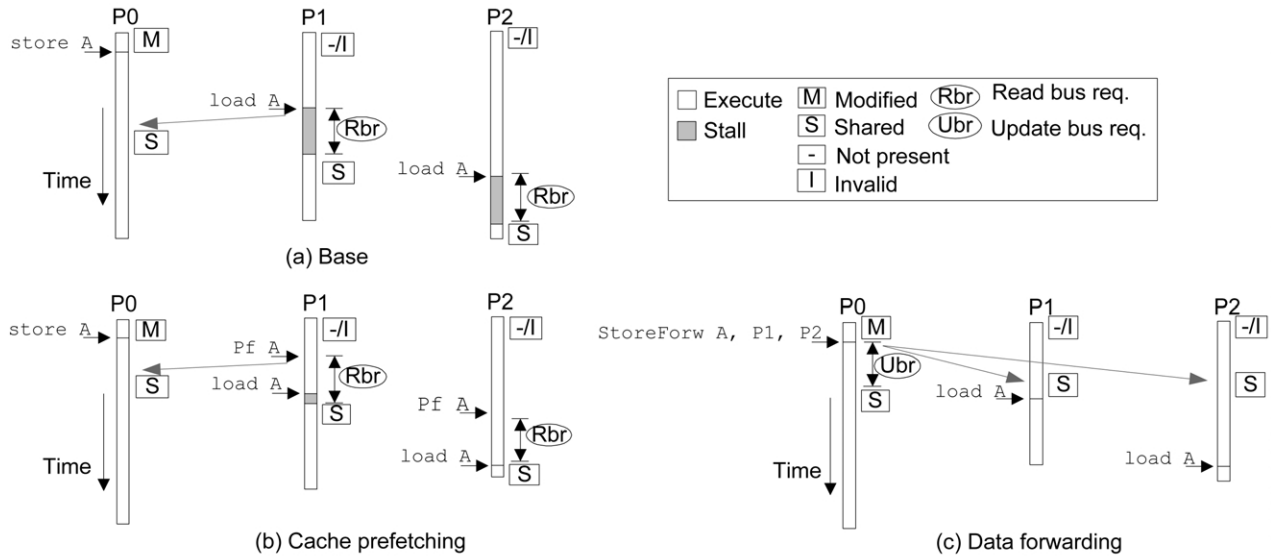 P0 P1 P2
store A M -/I -/I
load A
Rbr
S
S
load A
Time
Rbr
S
(a) Base
Execute M Modified Rbr Read bus req.
Stall S Shared Ubr Update bus req.
- Not present
I Invalid
P0 P1 P2
store A M -/I -/I
Pf A
Rbr
S
load A
S
Pf A
Rbr
Time
load A
S
(b) Cache prefetching
P0 P1 P2
M -/I -/I
StoreForw A, P1, P2
Ubr
S S S
load A
Time
load A
(c) Data forwarding